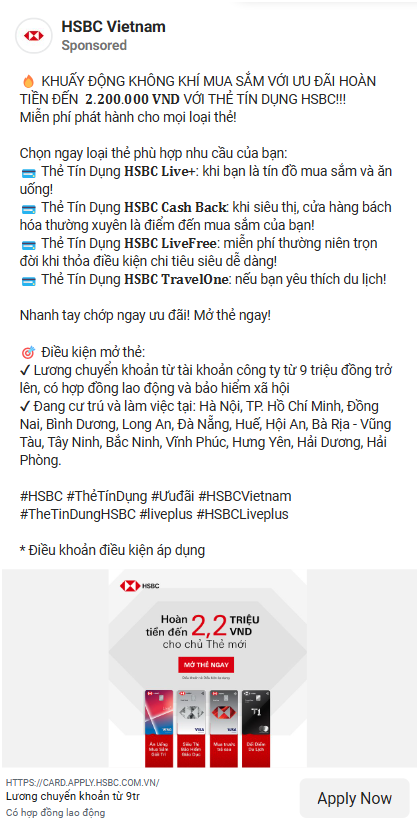 HSBC Vietnam
Sponsored
🔥 KHUẤY ĐỘNG KHÔNG KHÍ MUA SẮM VỚI ƯU ĐÃI HOÀN
TIỀN ĐẾN 2.200.000 VND VỚI THẺ TÍN DỤNG HSBC!!!
Miễn phí phát hành cho mọi loại thẻ!
Chọn ngay loại thẻ phù hợp nhu cầu của bạn:
💳 Thẻ Tín Dụng HSBC Live+: khi bạn là tín đồ mua sắm và ăn
uống!
💳 Thẻ Tín Dụng HSBC Cash Back: khi siêu thị, cửa hàng bách
hóa thường xuyên là điểm đến mua sắm của bạn!
💳 Thẻ Tín Dụng HSBC LiveFree: miễn phí thường niên trọn
đời khi thỏa điều kiện chi tiêu siêu dễ dàng!
💳 Thẻ Tín Dụng HSBC TravelOne: nếu bạn yêu thích du lịch!
Nhanh tay chớp ngay ưu đãi! Mở thẻ ngay!
🎯 Điều kiện mở thẻ:
✔ Lương chuyển khoản từ tài khoản công ty từ 9 triệu đồng trở
lên, có hợp đồng lao động và bảo hiểm xã hội
✔ Đang cư trú và làm việc tại: Hà Nội, TP. Hồ Chí Minh, Đồng
Nai, Bình Dương, Long An, Đà Nẵng, Huế, Hội An, Bà Rịa - Vũng
Tàu, Tây Ninh, Bắc Ninh, Vĩnh Phúc, Hưng Yên, Hải Dương, Hải
Phòng.
#HSBC #ThẻTínDụng #Ưuđãi #HSBCVietnam
#TheTinDungHSBC #liveplus #HSBCLiveplus
* Điều khoản điều kiện áp dụng
HSBC
Hoàn
tiền đến 2,2 TRIỆU
VND
cho chủ Thẻ mới
MỞ THẺ NGAY
VISA VISA VISA
Ăn Uống
Mua Sắm
Giải Trí
Siêu Thị
Bảo Hiểm
Giáo Dục
Mua trước
trả sau
Đổi Điểm
Du Lịch
HTTPS://CARD.APPLY.HSBC.COM.VN/
Lương chuyển khoản từ 9tr
Có hợp đồng lao động
Apply Now